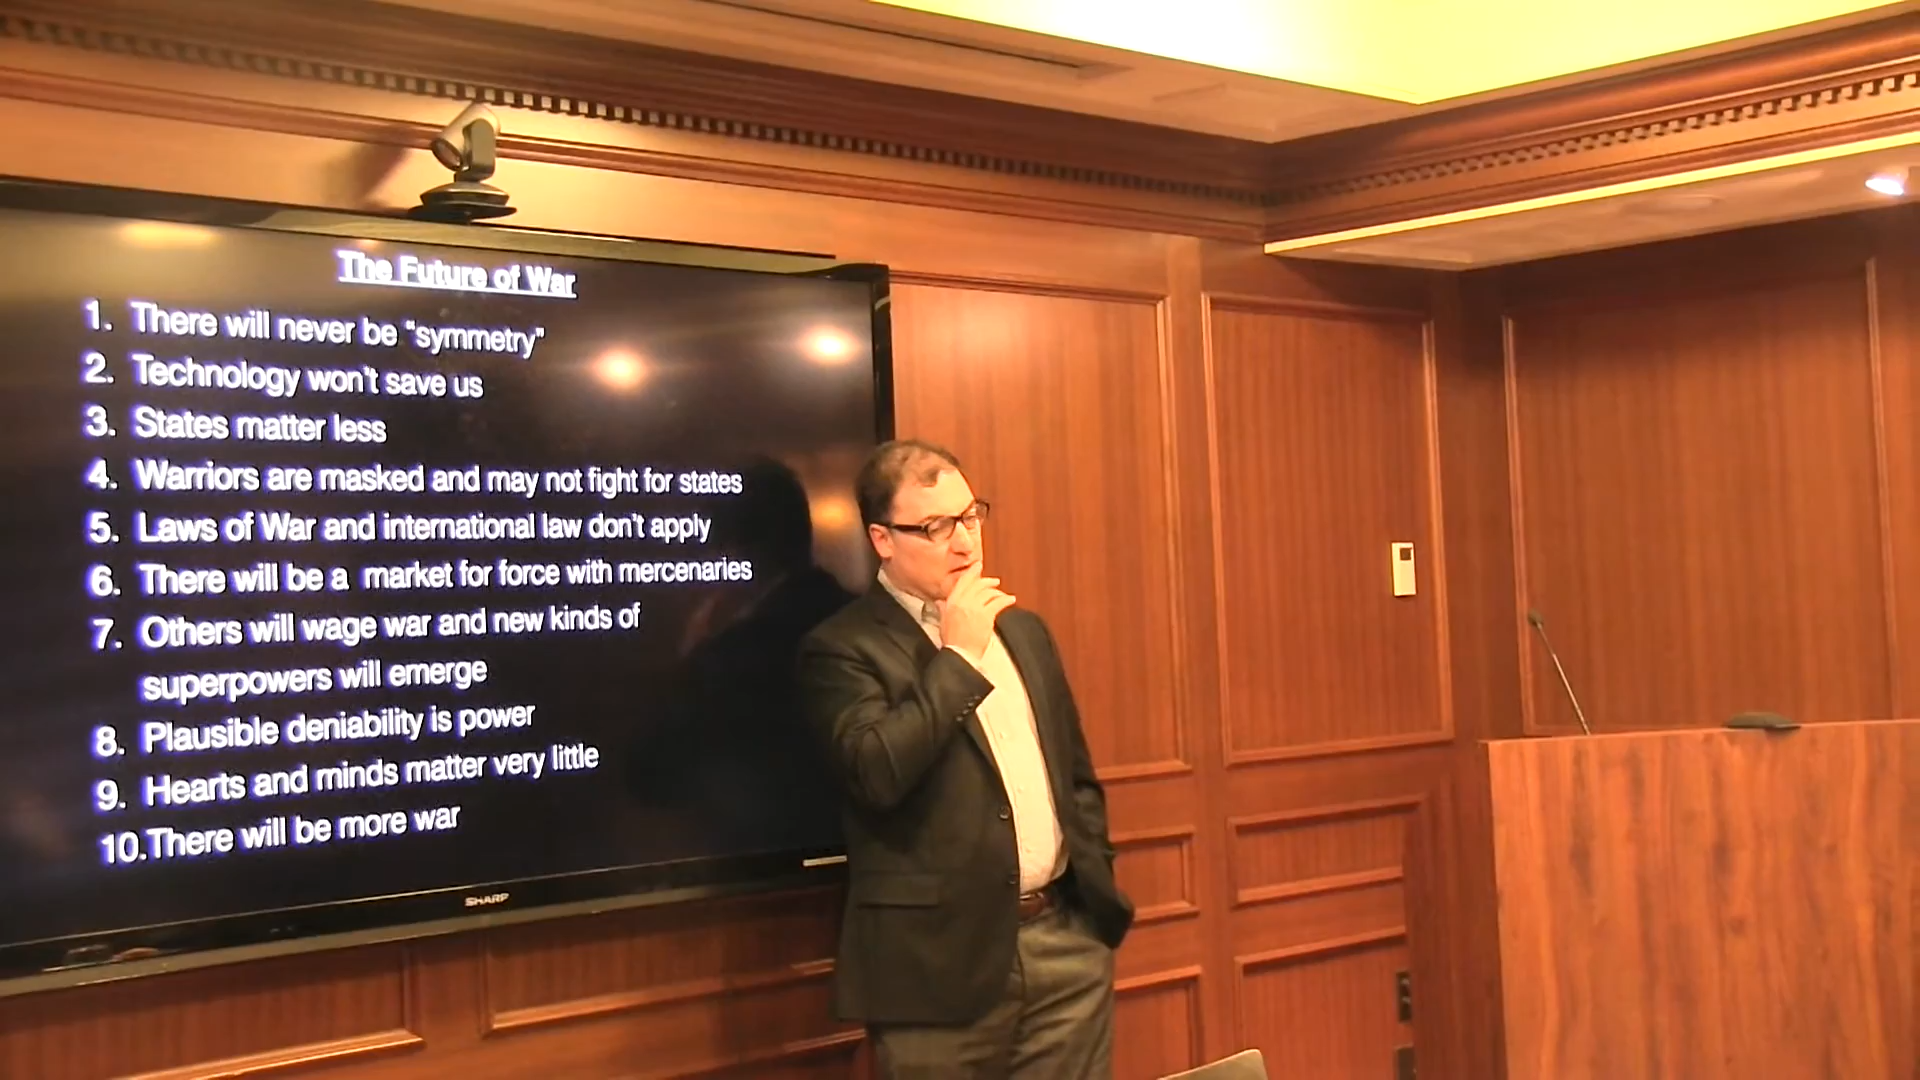 The Future of War
1. There will never be “symmetry”
2. Technology won't save us
3. States matter less
4. Warriors are masked and may not fight for states
5. Laws of War and international law don't apply
6. There will be a market for force with mercenaries
7. Others will wage war and new kinds of
superpowers will emerge
8. Plausible deniability is power
9. Hearts and minds matter very little
10. There will be more war
SHARP